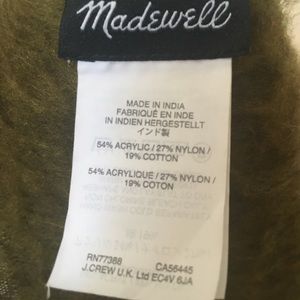 Madewell
MADE IN INDIA
FABRIQUÉ EN INDE
IN INDIEN HERGESTELLT
インド製
54% ACRYLIC / 27% NYLON /
19% COTTON
54% ACRYLIQUE / 27% NYLON /
19% COTON
RN77388 CA56445
J.CREW U.K. Ltd EC4V 6JA